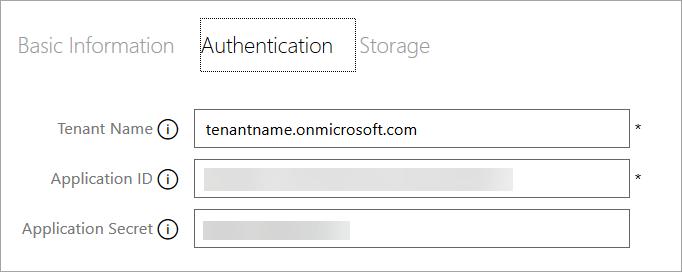 Basic Information Authentication Storage
Tenant Name tenantname.onmicrosoft.com *
Application ID *
Application Secret